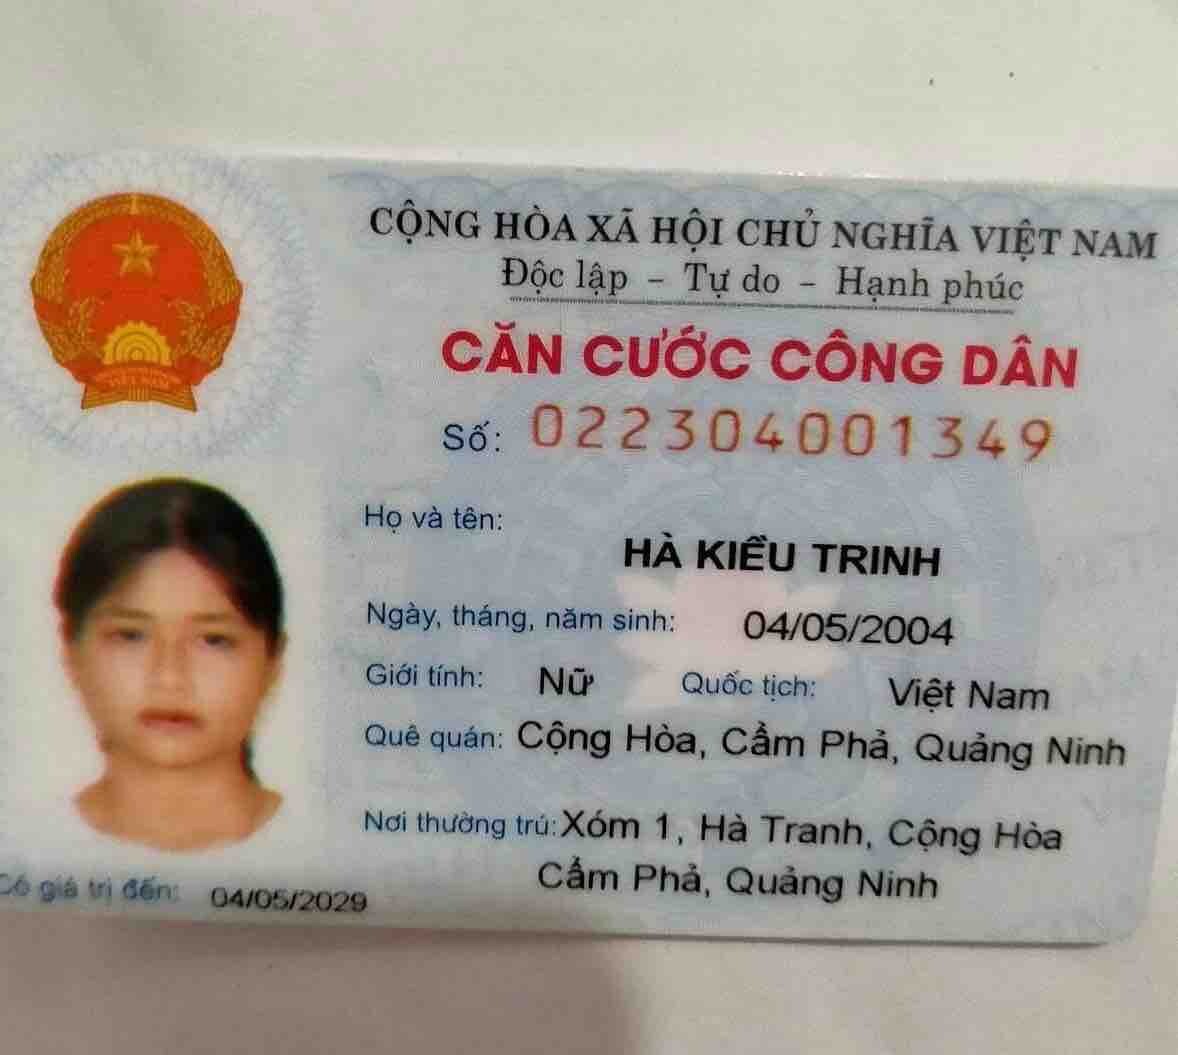 CỘNG HÒA XÃ HỘI CHỦ NGHĨA VIỆT NAM
Độc lập - Tự do - Hạnh phúc
CĂN CƯỚC CÔNG DÂN
Số: 022304001349
Họ và tên:
HÀ KIỀU TRINH
Ngày, tháng, năm sinh: 04/05/2004
Giới tính: Nữ Quốc tịch: Việt Nam
Quê quán: Cộng Hòa, Cẩm Phả, Quảng Ninh
Nơi thường trú: Xóm 1, Hà Tranh, Cộng Hòa
Cẩm Phả, Quảng Ninh
Có giá trị đến: 04/05/2029